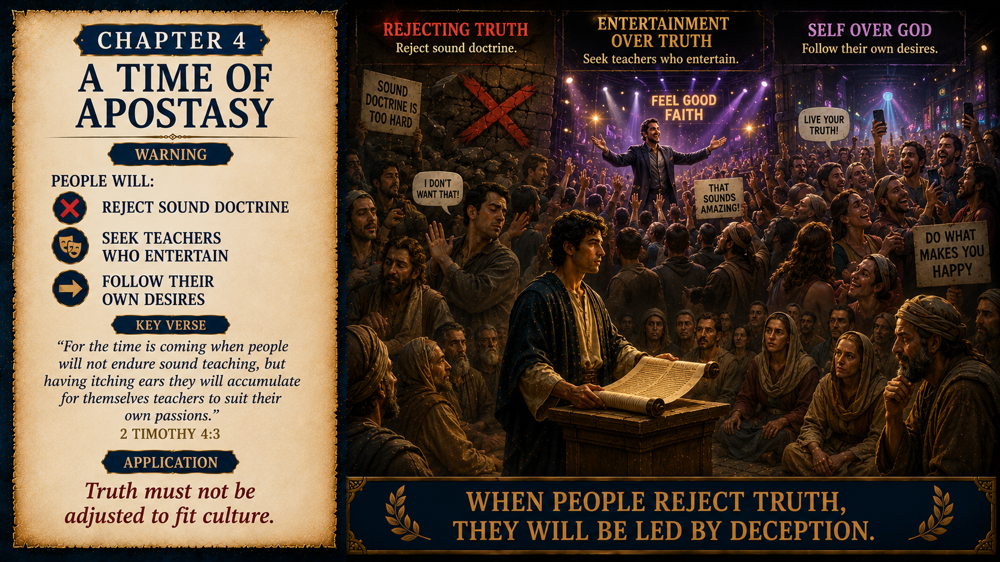 CHAPTER 4
A TIME OF
APOSTASY
WARNING
PEOPLE WILL:
REJECT SOUND DOCTRINE
SEEK TEACHERS
WHO ENTERTAIN
FOLLOW THEIR
OWN DESIRES
KEY VERSE
“For the time is coming when people
will not endure sound teaching, but
having itching ears they will accumulate
for themselves teachers to suit their
own passions.”
2 TIMOTHY 4:3
APPLICATION
Truth must not be
adjusted to fit culture.
REJECTING TRUTH
Reject sound doctrine.
SOUND
DOCTRINE IS
TOO HARD
I DON'T
WANT THAT!
ENTERTAINMENT
OVER TRUTH
Seek teachers who entertain.
FEEL GOOD
FAITH
THAT
SOUNDS
AMAZING!
SELF OVER GOD
Follow their own desires.
LIVE YOUR
TRUTH!
DO WHAT
MAKES YOU
HAPPY
WHEN PEOPLE REJECT TRUTH,
THEY WILL BE LED BY DECEPTION.